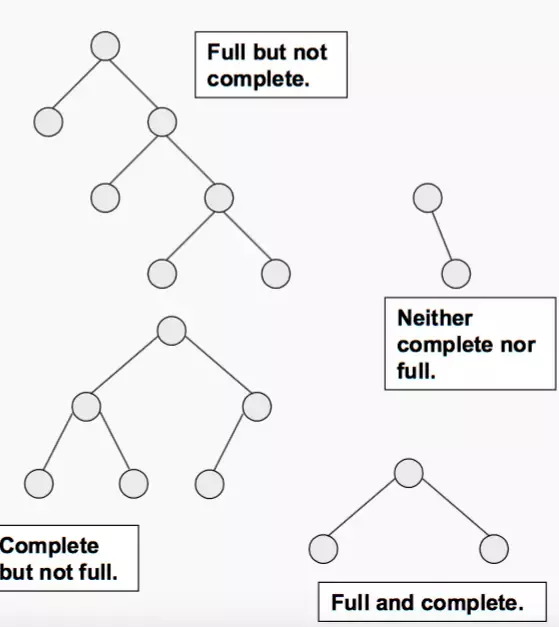 Full but not
complete.
Neither
complete nor
full.
Complete
but not full.
Full and complete.